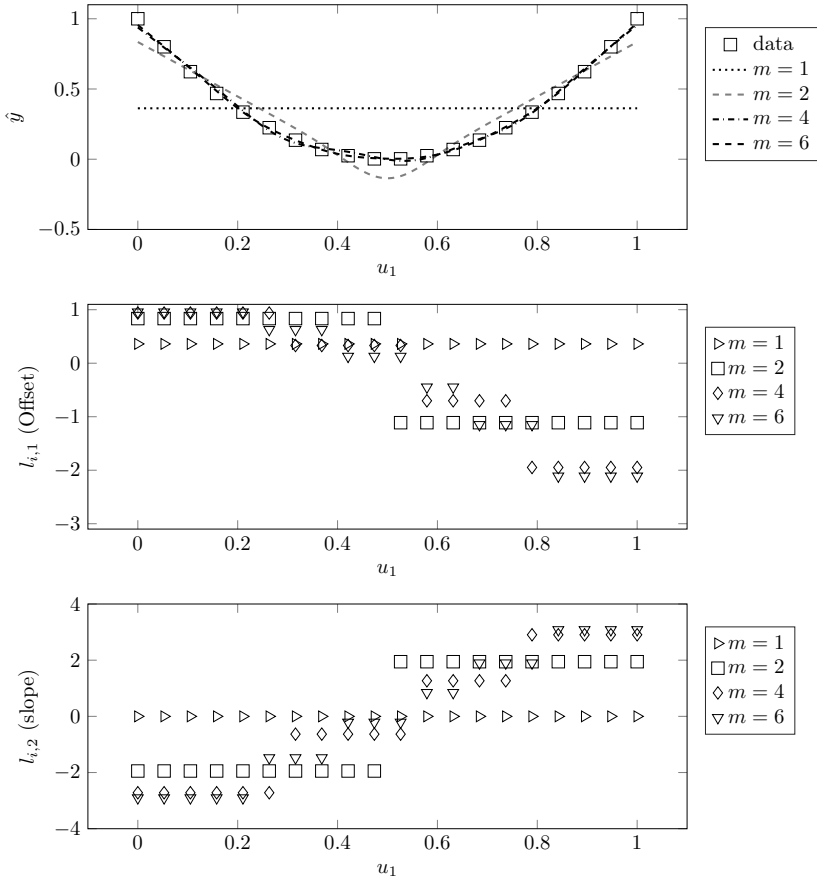 1
0.5
0
−0.5
ŷ
0 0.2 0.4 0.6 0.8 1
u₁
data
m = 1
m = 2
m = 4
m = 6
1
0
−1
−2
−3
l_{i,1} (Offset)
0 0.2 0.4 0.6 0.8 1
u₁
m = 1
m = 2
m = 4
m = 6
4
2
0
−2
−4
l_{i,2} (slope)
0 0.2 0.4 0.6 0.8 1
u₁
m = 1
m = 2
m = 4
m = 6